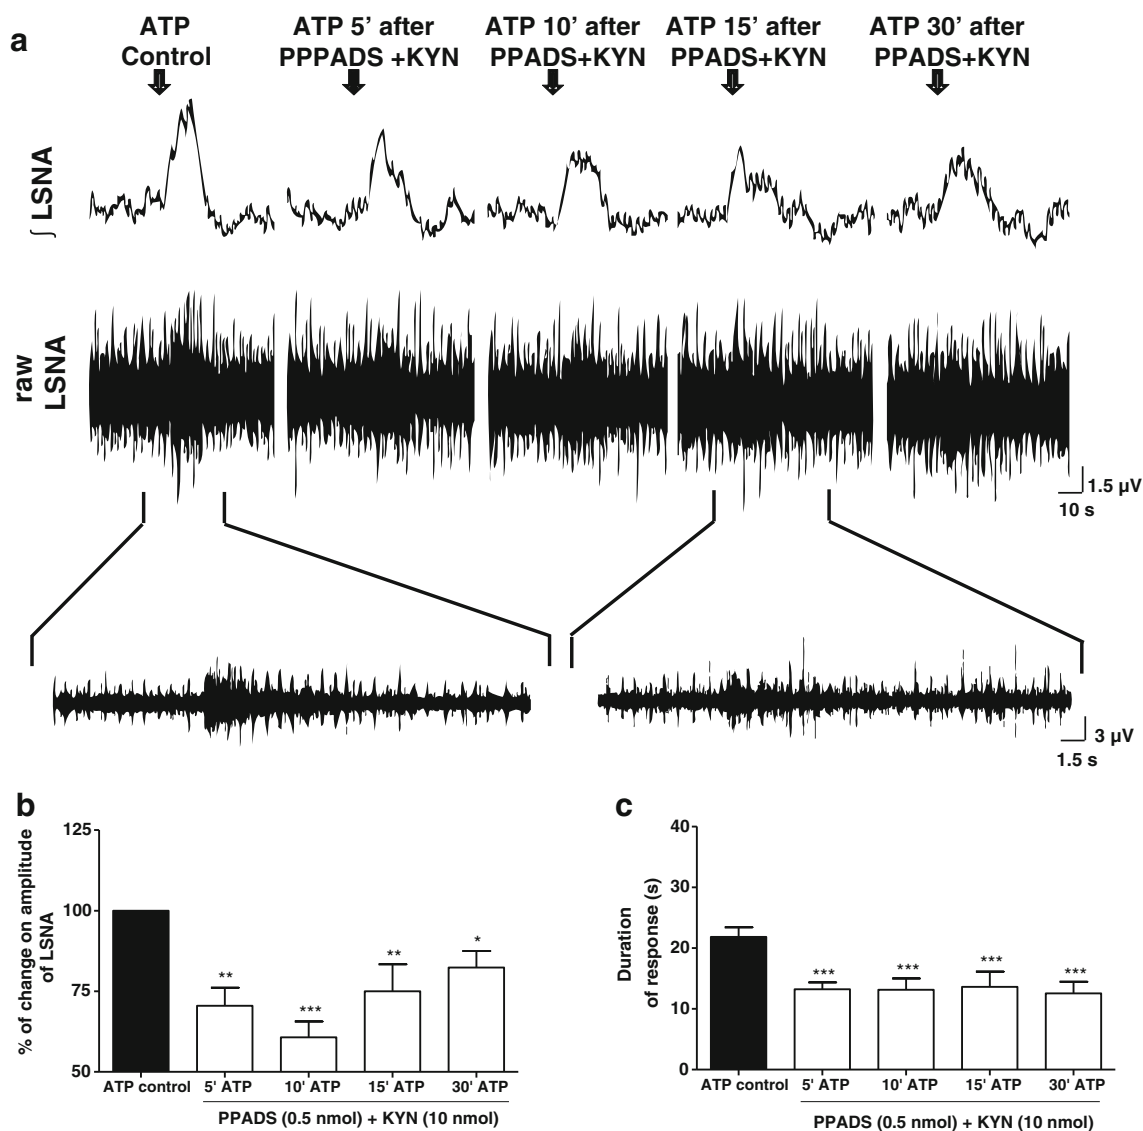 a
ATP Control
ATP 5’ after PPPADS +KYN
ATP 10’ after PPADS+KYN
ATP 15’ after PPADS+KYN
ATP 30’ after PPADS+KYN
∫ LSNA
raw LSNA
1.5 µV
10 s
3 µV
1.5 s
b
% of change on amplitude of LSNA
125
100
75
50
**
***
**
*
ATP control
5' ATP
10' ATP
15' ATP
30' ATP
PPADS (0.5 nmol) + KYN (10 nmol)
c
Duration of response (s)
40
30
20
10
0
***
***
***
***
ATP control
5' ATP
10' ATP
15' ATP
30' ATP
PPADS (0.5 nmol) + KYN (10 nmol)